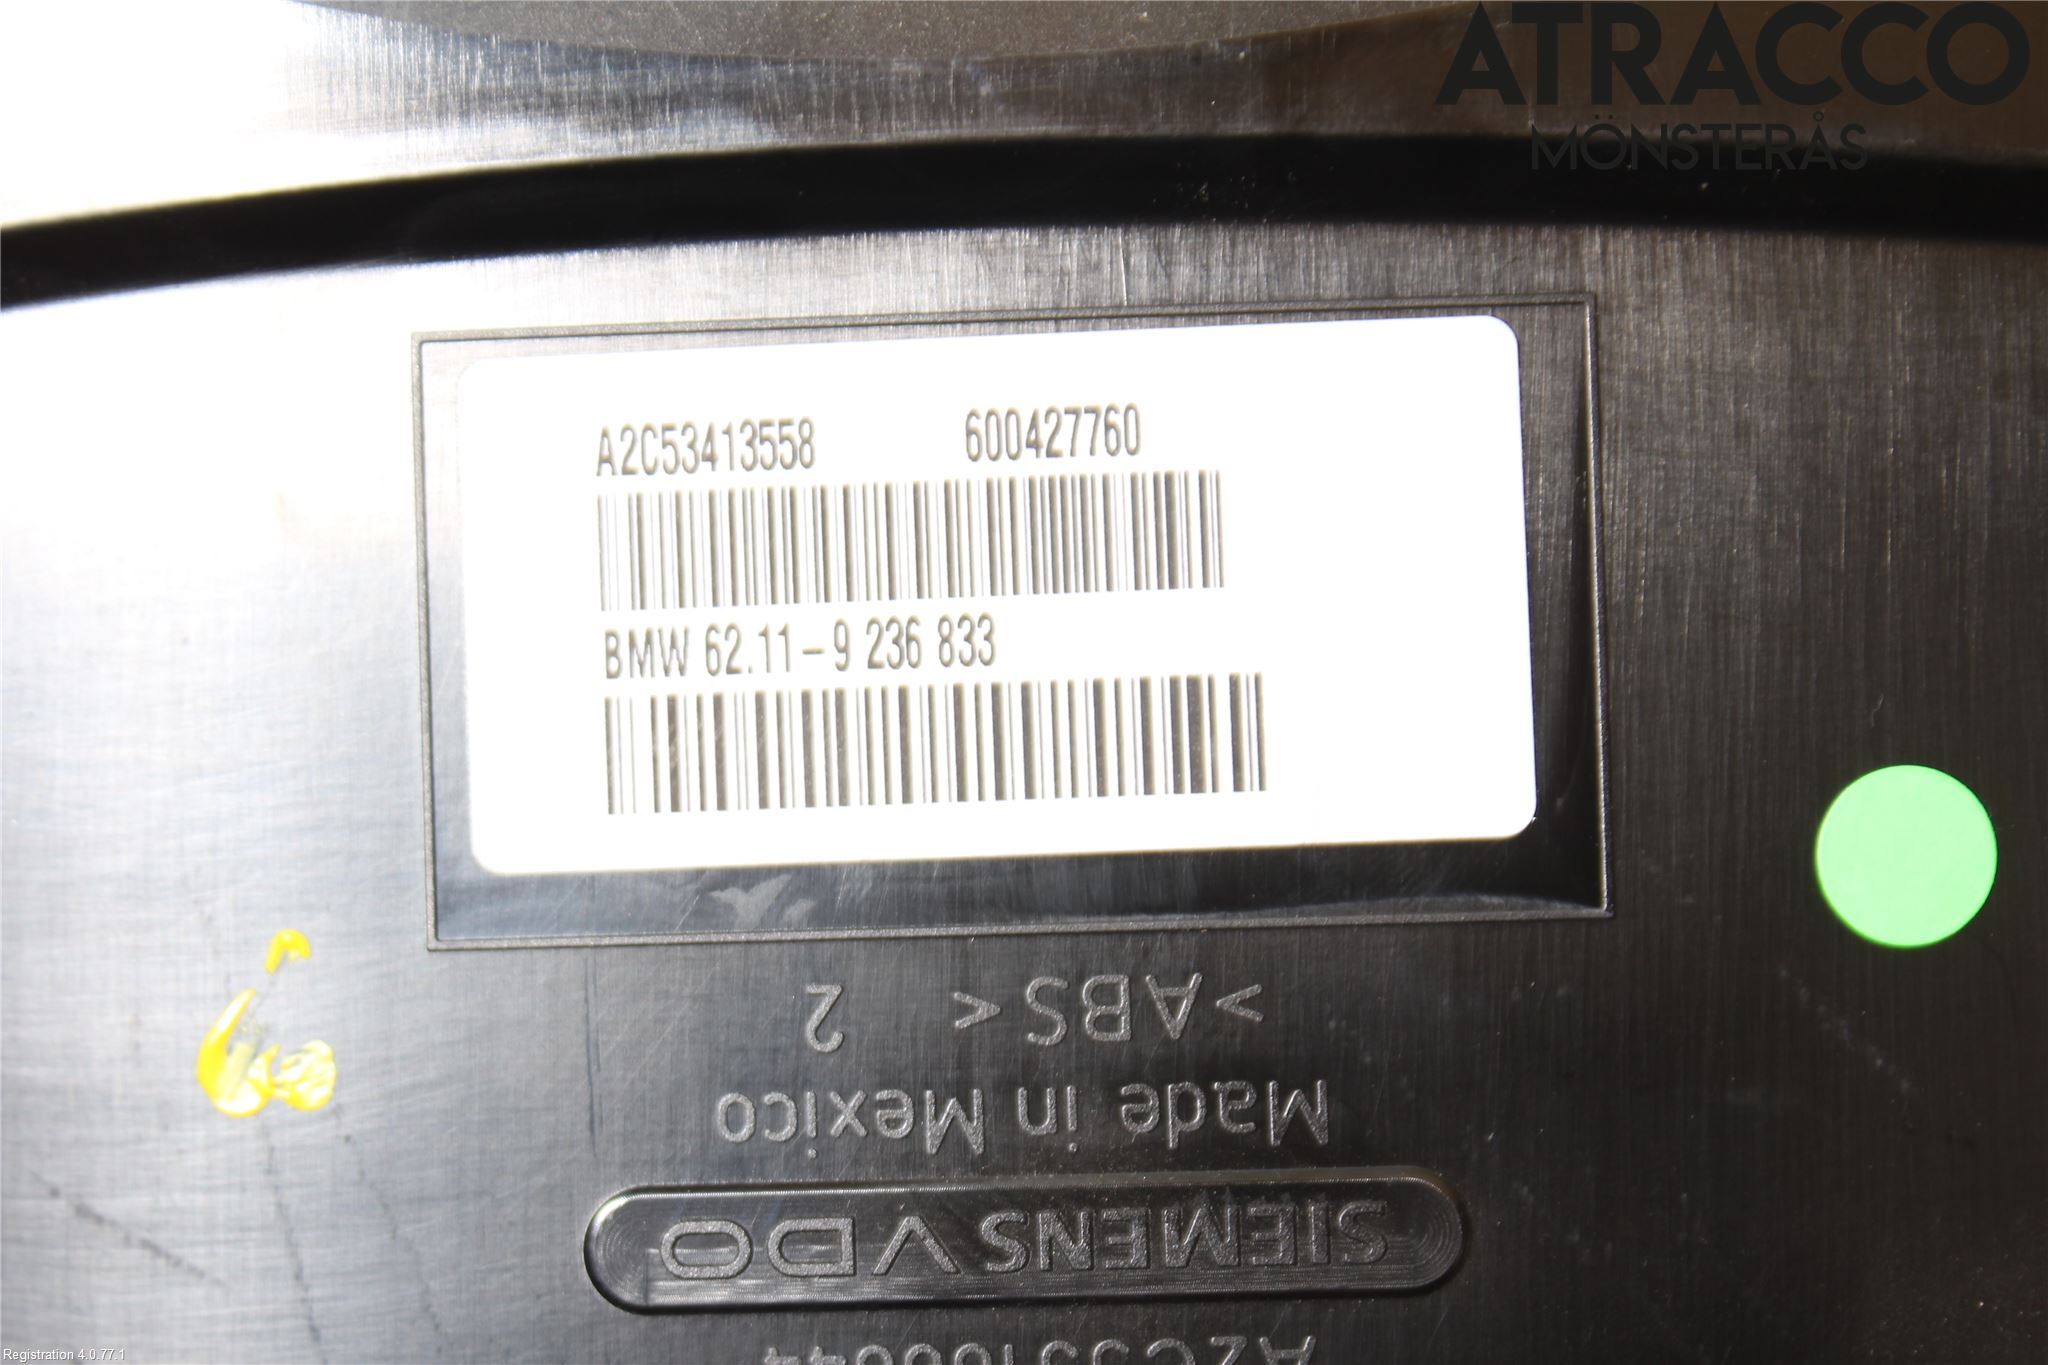 ATRACCO
MÖNSTERÅS
A2C53413558 600427760
BMW 62.11-9 236 833
>ABS< 2
Made in Mexico
SIEMENS VDO
Registration 4.0.77.1